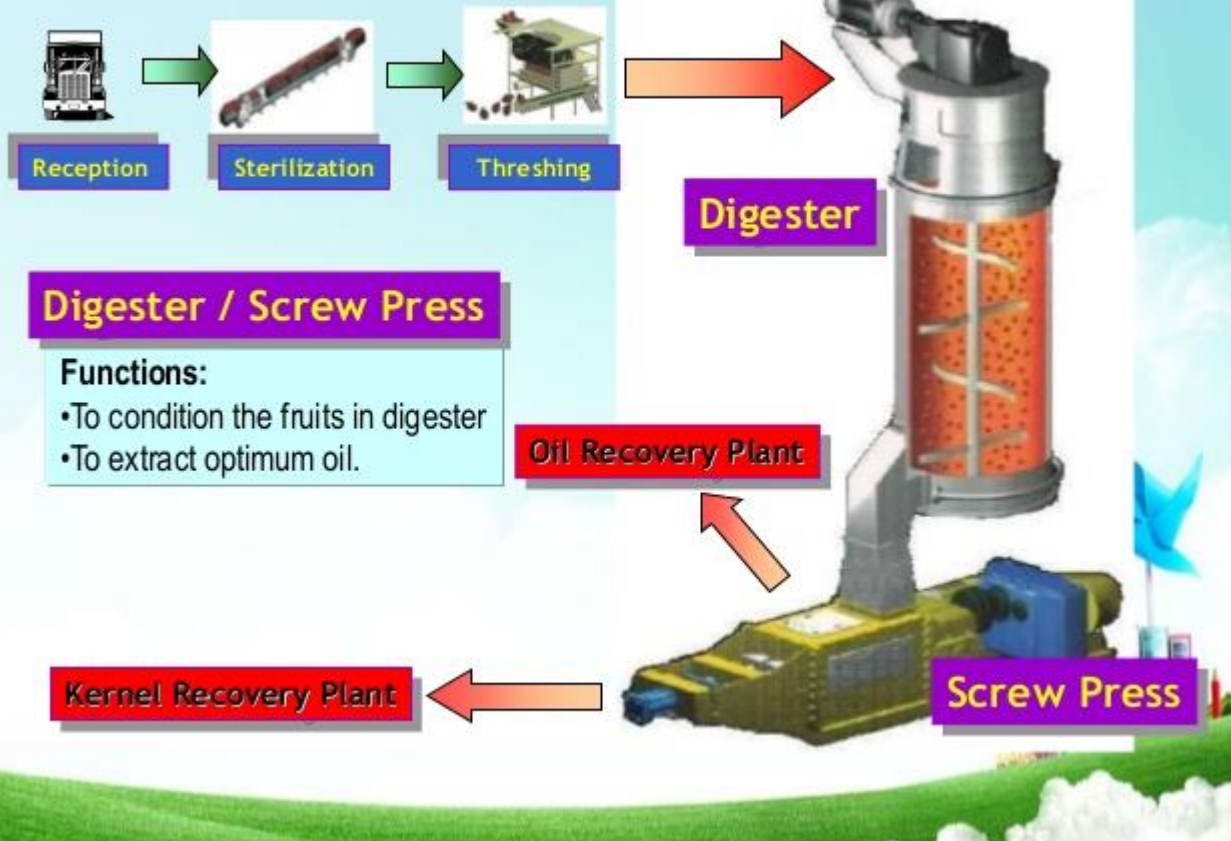 Reception
Sterilization
Threshing
Digester
Digester / Screw Press
Functions:
•To condition the fruits in digester
•To extract optimum oil.
Oil Recovery Plant
Kernel Recovery Plant
Screw Press